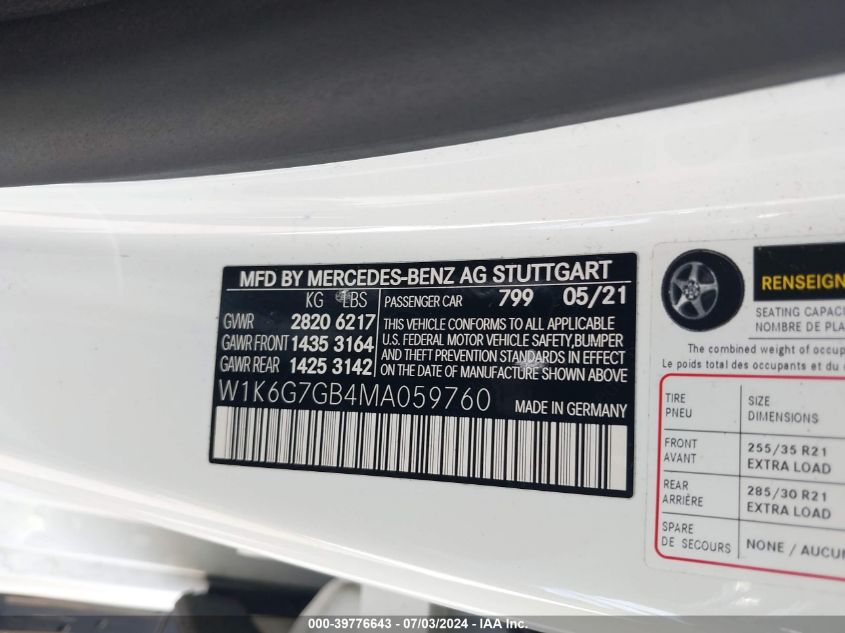 MFD BY MERCEDES-BENZ AG STUTTGART
KG LBS
GVWR 2820 6217
GAWR FRONT 1435 3164
GAWR REAR 1425 3142
PASSENGER CAR 799 05/21
THIS VEHICLE CONFORMS TO ALL APPLICABLE
U.S. FEDERAL MOTOR VEHICLE SAFETY,BUMPER
AND THEFT PREVENTION STANDARDS IN EFFECT
ON THE DATE OF MANUFACTURE SHOWN ABOVE
W1K6G7GB4MA059760 MADE IN GERMANY
RENSEIGN
SEATING CAPAC
NOMBRE DE PLA
The combined weight of occup
Le poids total des occupants et du
TIRE
PNEU
SIZE
DIMENSIONS
FRONT
AVANT
255/35 R21
EXTRA LOAD
REAR
ARRIÈRE
285/30 R21
EXTRA LOAD
SPARE
DE SECOURS
NONE / AUCUN
000-39776643 - 07/03/2024 - IAA Inc.